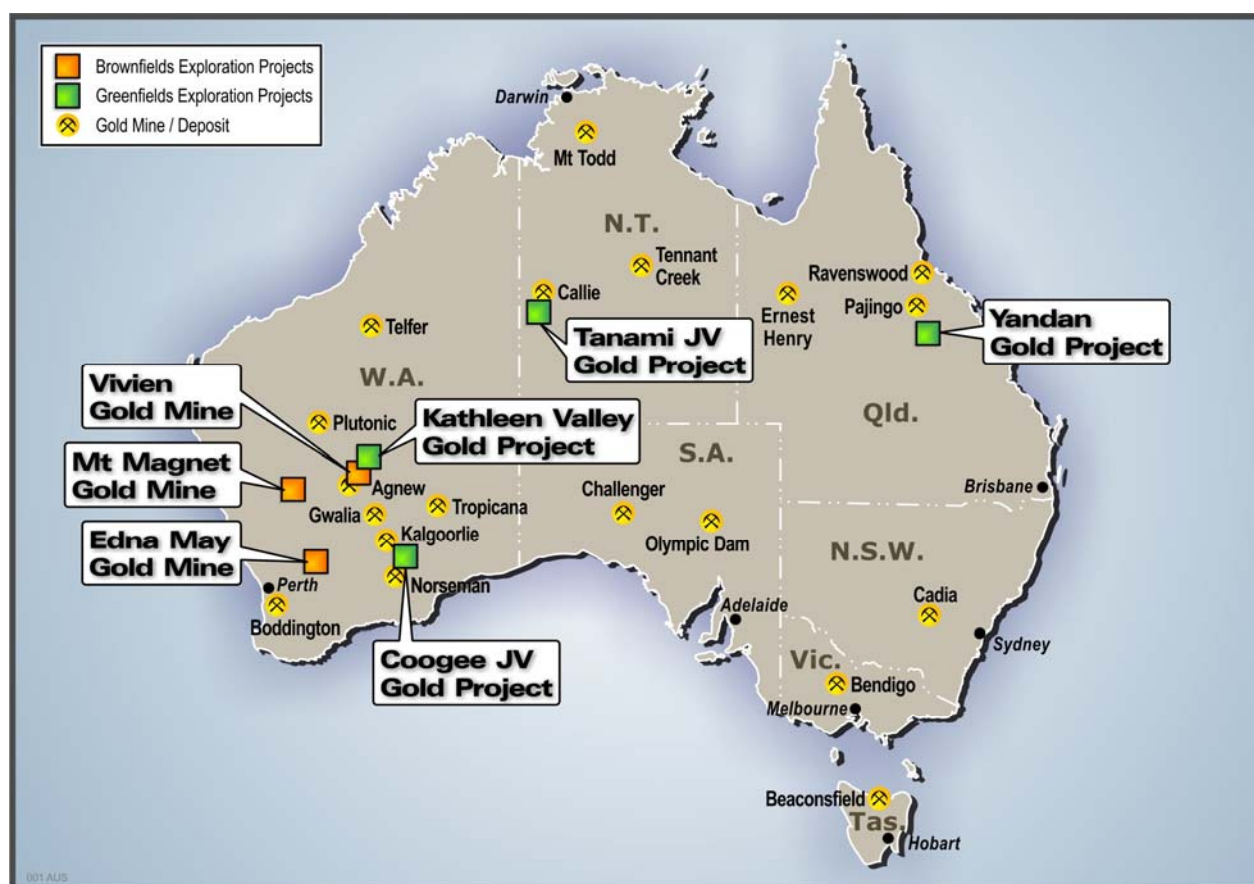 Brownfields Exploration Projects
Greenfields Exploration Projects
Gold Mine / Deposit
Darwin
Mt Todd
N.T.
Tennant
Creek
Callie
Tanami JV
Gold Project
Ravenswood
Pajingo
Ernest
Henry
Yandan
Gold Project
Telfer
W.A.
Vivien
Gold Mine
Plutonic
Kathleen Valley
Gold Project
Qld.
S.A.
Mt Magnet
Gold Mine
Agnew
Gwalia
Tropicana
Challenger
Olympic Dam
Brisbane
Edna May
Gold Mine
Kalgoorlie
N.S.W.
Perth
Norseman
Boddington
Adelaide
Cadia
Sydney
Coogee JV
Gold Project
Vic.
Bendigo
Melbourne
Beaconsfield
Tas.
Hobart
001 AUS